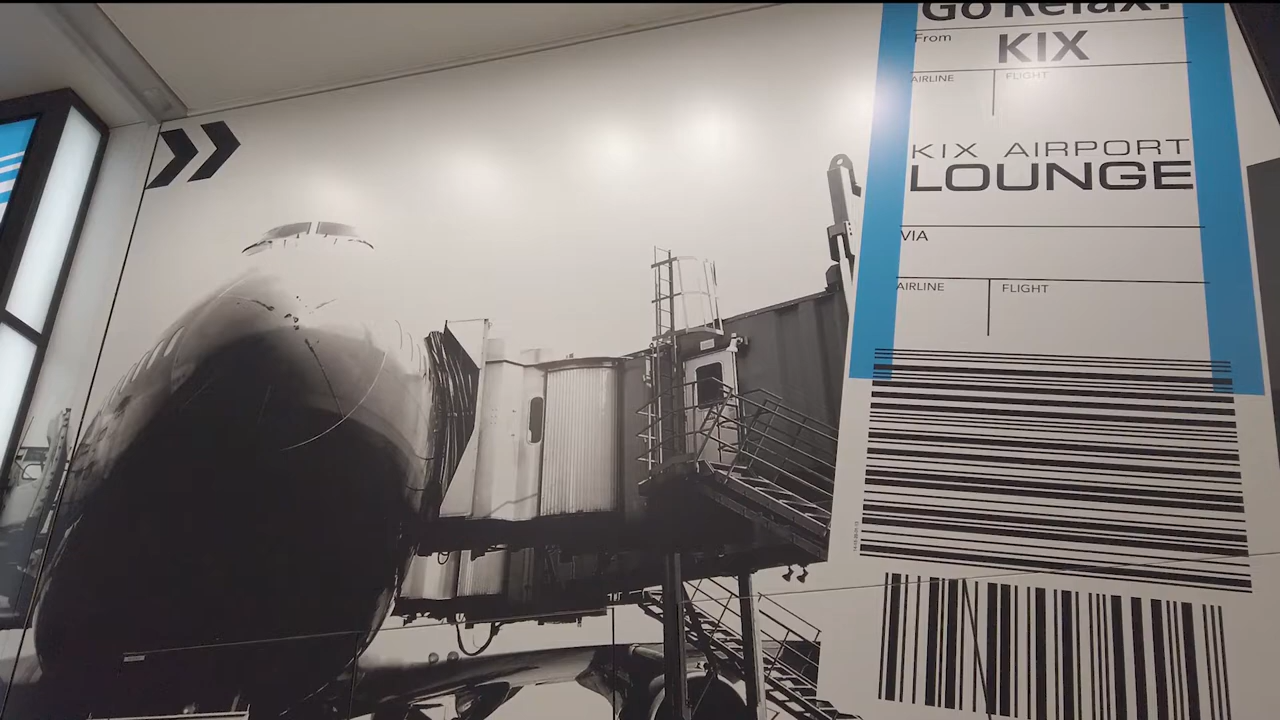 Go Relax!
From KIX
AIRLINE FLIGHT
KIX AIRPORT
LOUNGE
VIA
AIRLINE FLIGHT